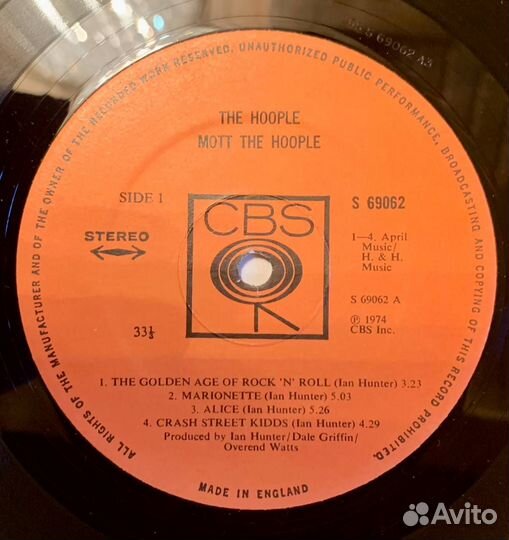 S 69062 A3
ALL RIGHTS OF THE MANUFACTURER AND OF THE OWNER OF THE RECORDED WORK RESERVED. UNAUTHORIZED PUBLIC PERFORMANCE, BROADCASTING AND COPYING OF THIS RECORD PROHIBITED.
THE HOOPLE
MOTT THE HOOPLE
SIDE 1
STEREO
33⅓
CBS
S 69062
1—4. April
Music/
H. & H.
Music
S 69062 A
℗ 1974
CBS Inc.
1. THE GOLDEN AGE OF ROCK 'N' ROLL (Ian Hunter) 3.23
2. MARIONETTE (Ian Hunter) 5.03
3. ALICE (Ian Hunter) 5.26
4. CRASH STREET KIDDS (Ian Hunter) 4.29
Produced by Ian Hunter/Dale Griffin/
Overend Watts
MADE IN ENGLAND
Avito